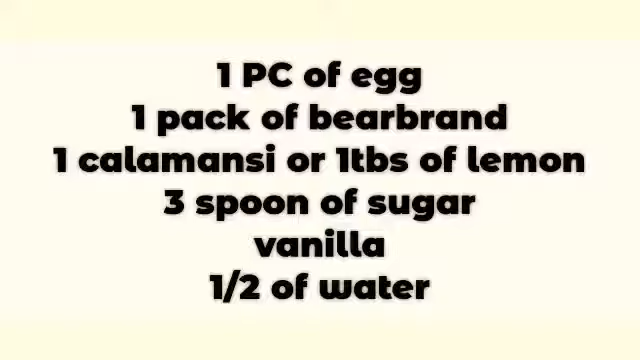 1 PC of egg
1 pack of bearbrand
1 calamansi or 1tbs of lemon
3 spoon of sugar
vanilla
1/2 of water